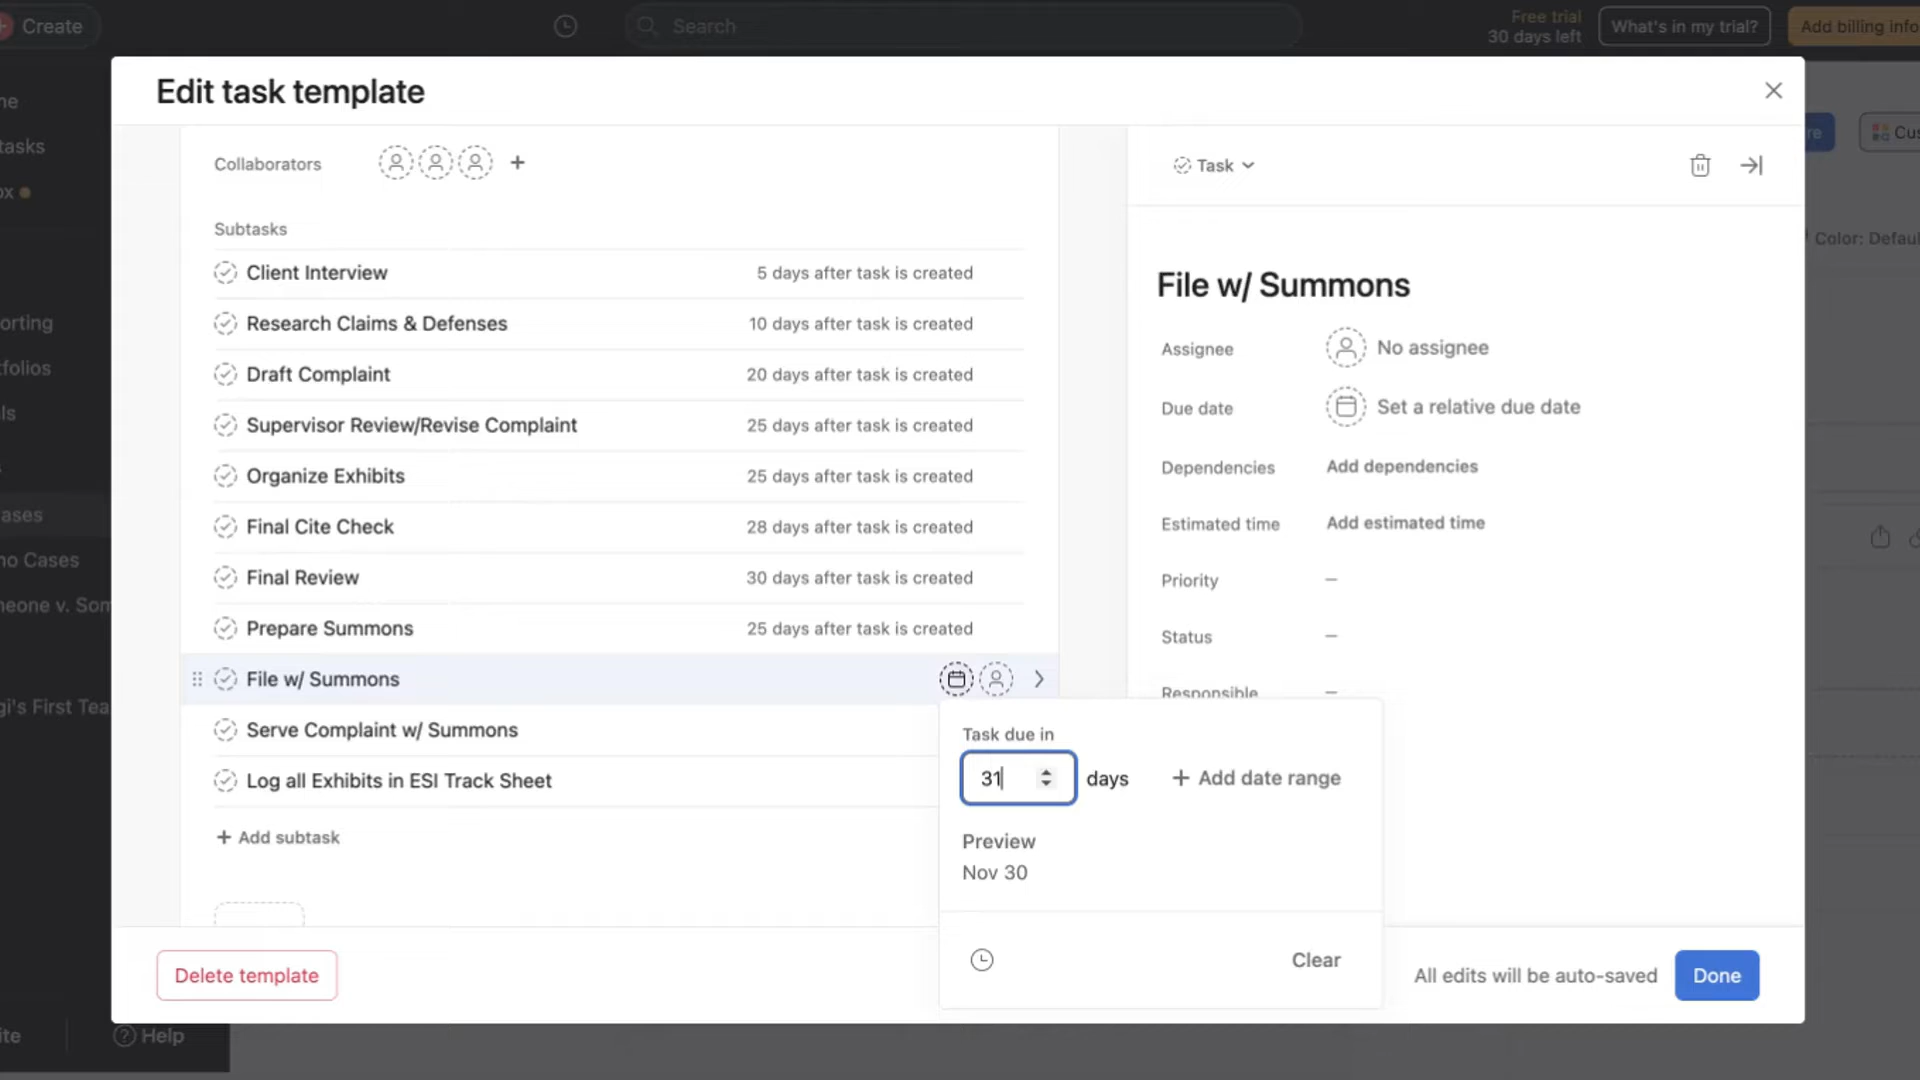 Create
Search
Free trial
30 days left
What's in my trial?
Add billing info
Edit task template
Collaborators
Task
Subtasks
Client Interview 5 days after task is created
Research Claims & Defenses 10 days after task is created
Draft Complaint 20 days after task is created
Supervisor Review/Revise Complaint 25 days after task is created
Organize Exhibits 25 days after task is created
Final Cite Check 28 days after task is created
Final Review 30 days after task is created
Prepare Summons 25 days after task is created
File w/ Summons
Serve Complaint w/ Summons
Log all Exhibits in ESI Track Sheet
+ Add subtask
File w/ Summons
Assignee No assignee
Due date Set a relative due date
Dependencies Add dependencies
Estimated time Add estimated time
Priority –
Status –
Responsible –
Task due in
31 days + Add date range
Preview
Nov 30
Clear
Delete template
All edits will be auto-saved
Done
Color:
tasks
Cases
v.
First
Help